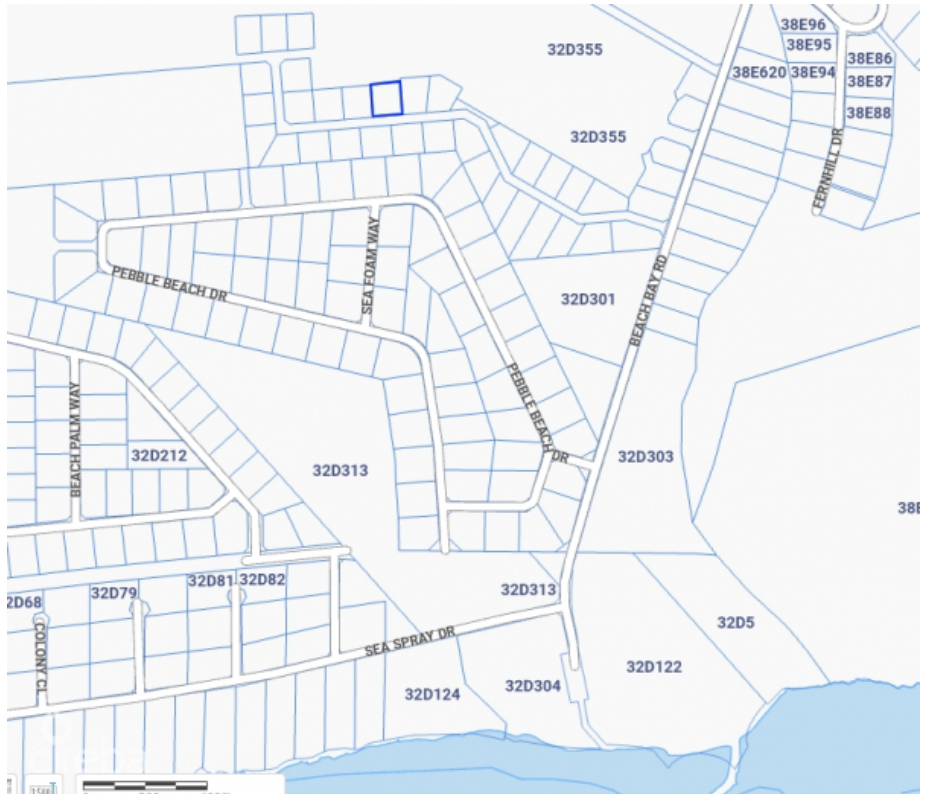 38E96
32D355
38E95
38E86
38E620
38E94
38E87
38E88
32D355
FERNHILL DR
SEA FOAM WAY
PEBBLE BEACH DR
32D301
BEACH BAY RD
PEBBLE BEACH DR
BEACH PALM WAY
32D212
32D313
32D303
32D81
32D82
32D79
32D313
COLONY CL
SEA SPRAY DR
32D5
32D122
32D304
32D124